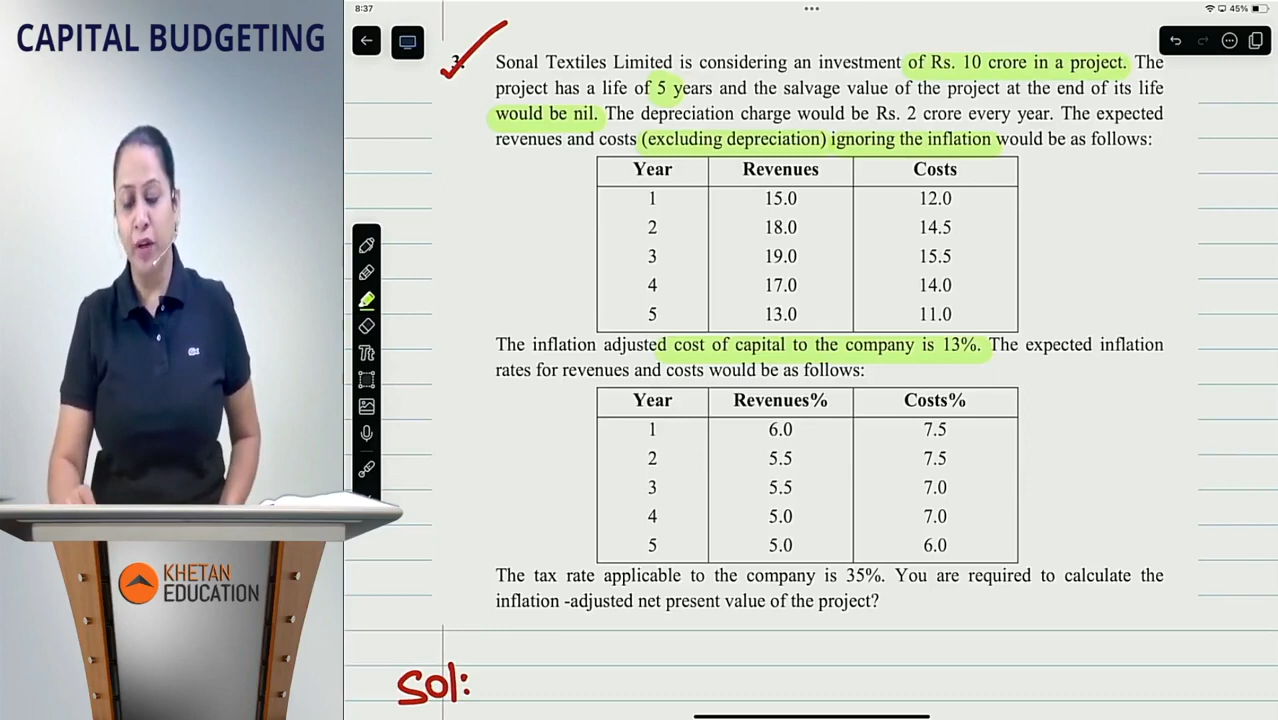 8:37
45%
CAPITAL BUDGETING
3. Sonal Textiles Limited is considering an investment of Rs. 10 crore in a project. The
project has a life of 5 years and the salvage value of the project at the end of its life
would be nil. The depreciation charge would be Rs. 2 crore every year. The expected
revenues and costs (excluding depreciation) ignoring the inflation would be as follows:
Year Revenues Costs
1 15.0 12.0
2 18.0 14.5
3 19.0 15.5
4 17.0 14.0
5 13.0 11.0
The inflation adjusted cost of capital to the company is 13%. The expected inflation
rates for revenues and costs would be as follows:
Year Revenues% Costs%
1 6.0 7.5
2 5.5 7.5
3 5.5 7.0
4 5.0 7.0
5 5.0 6.0
The tax rate applicable to the company is 35%. You are required to calculate the
inflation -adjusted net present value of the project?
Sol:
Tt
KHETAN
EDUCATION